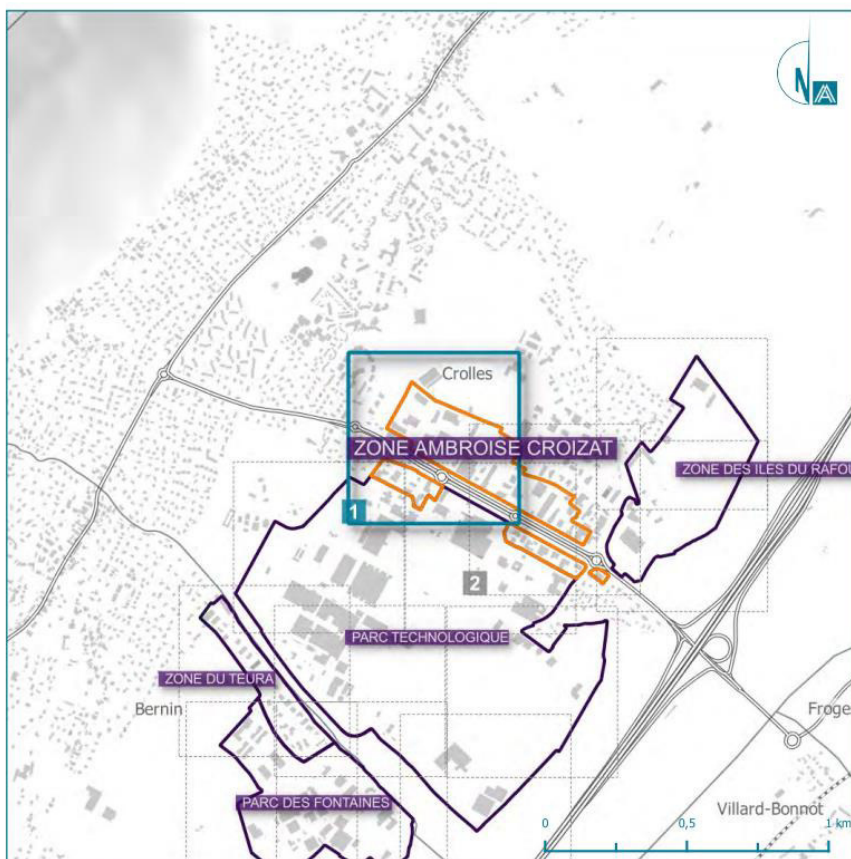 N
Crolles
ZONE AMBROISE CROIZAT
ZONE DES ILES DU RAFOU
1
2
PARC TECHNOLOGIQUE
ZONE DU TEURA
Bernin
Froge
PARC DES FONTAINES
Villard-Bonnot
0 0,5 1 km